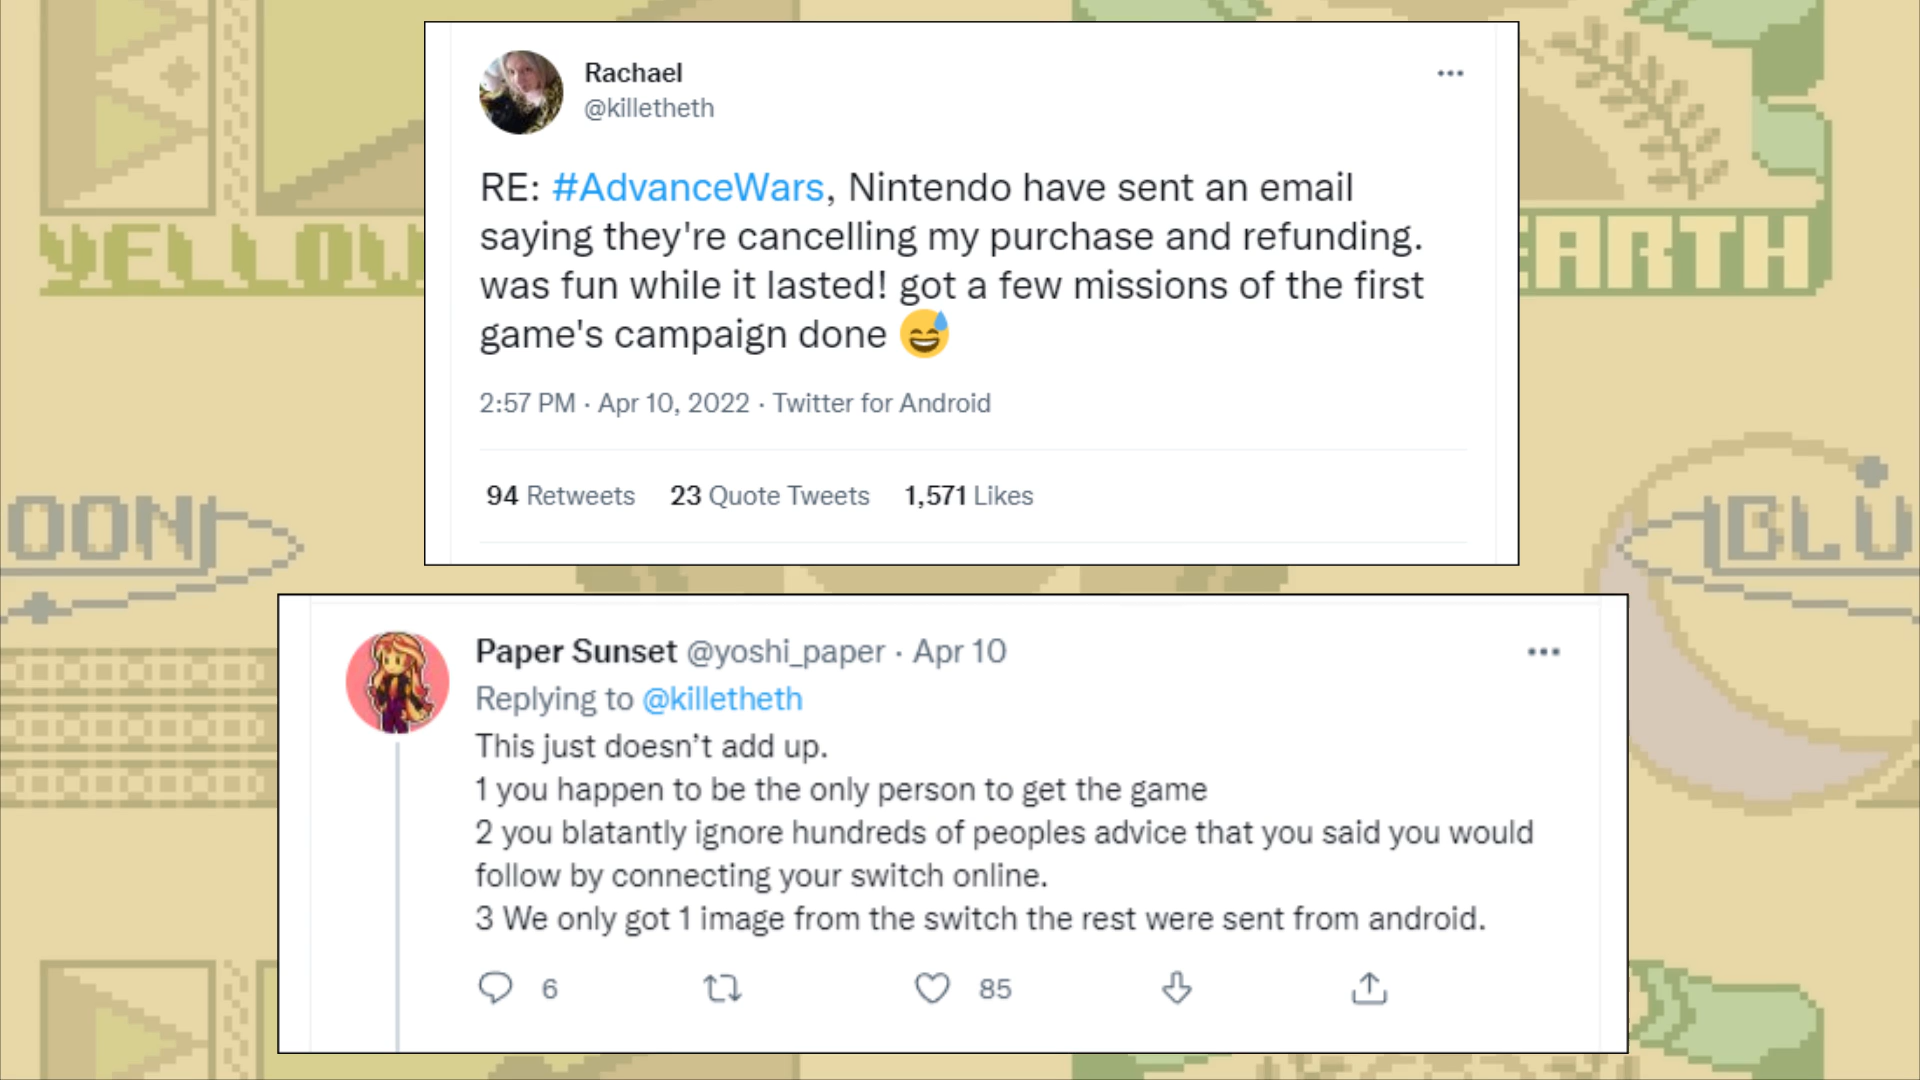 Rachael
@killetheth
RE: #AdvanceWars, Nintendo have sent an email
saying they're cancelling my purchase and refunding.
was fun while it lasted! got a few missions of the first
game's campaign done 😅
2:57 PM · Apr 10, 2022 · Twitter for Android
94 Retweets 23 Quote Tweets 1,571 Likes
YELLOW
EARTH
OON
BLU
Paper Sunset @yoshi_paper · Apr 10
Replying to @killetheth
This just doesn’t add up.
1 you happen to be the only person to get the game
2 you blatantly ignore hundreds of peoples advice that you said you would
follow by connecting your switch online.
3 We only got 1 image from the switch the rest were sent from android.
6 85